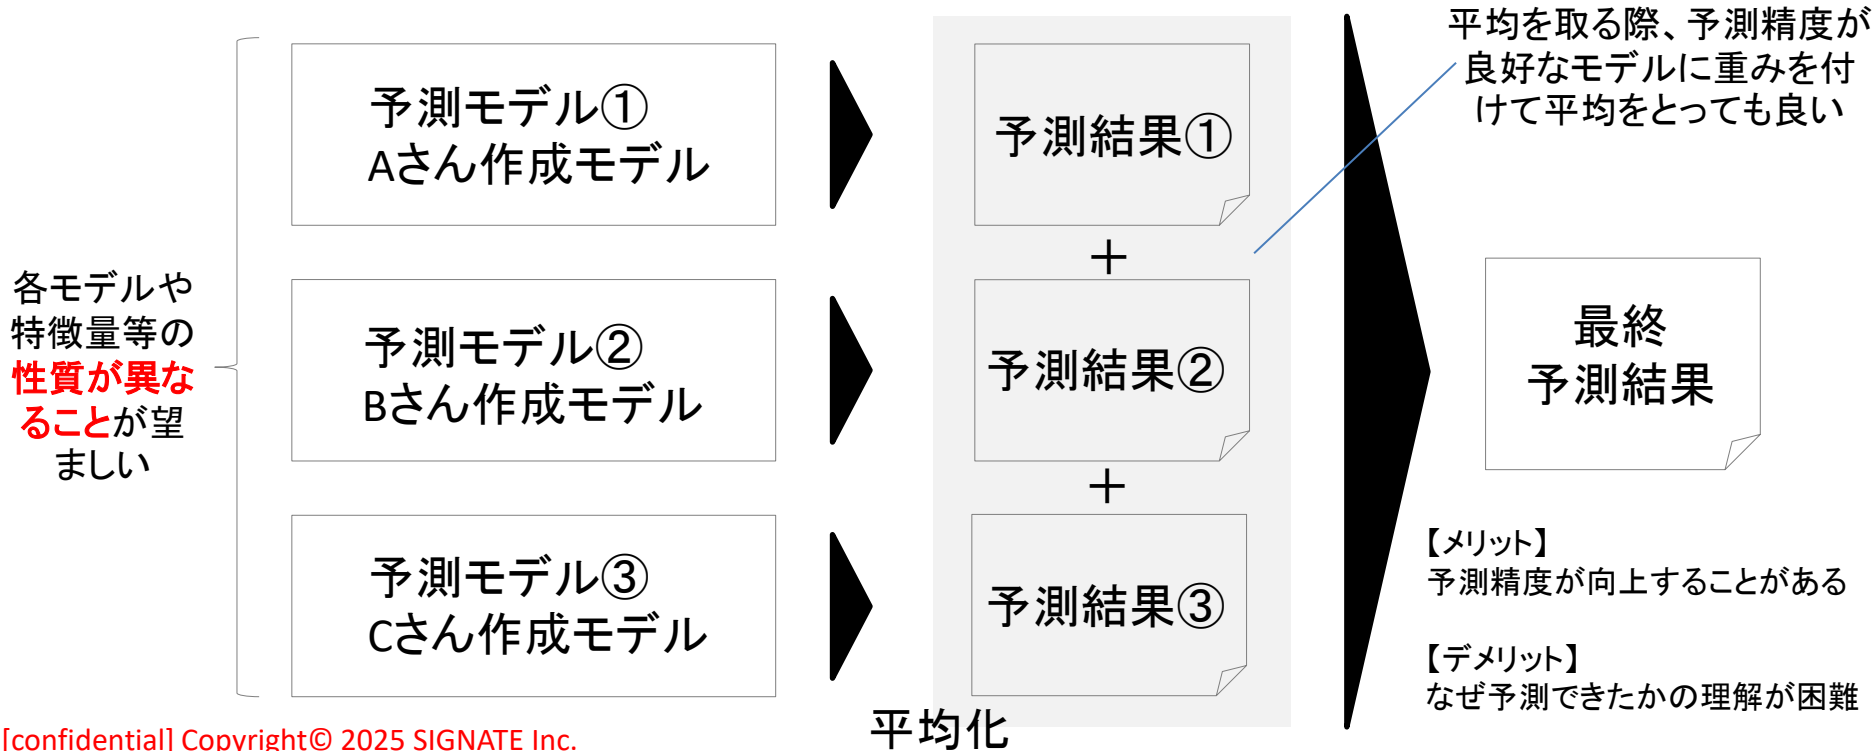 各モデルや
特徴量等の
性質が異な
ることが望
ましい
予測モデル①
Aさん作成モデル
予測モデル②
Bさん作成モデル
予測モデル③
Cさん作成モデル
予測結果①
＋
予測結果②
＋
予測結果③
平均化
平均を取る際、予測精度が
良好なモデルに重みを付
けて平均をとっても良い
最終
予測結果
【メリット】
予測精度が向上することがある
【デメリット】
なぜ予測できたかの理解が困難
[confidential] Copyright© 2025 SIGNATE Inc.